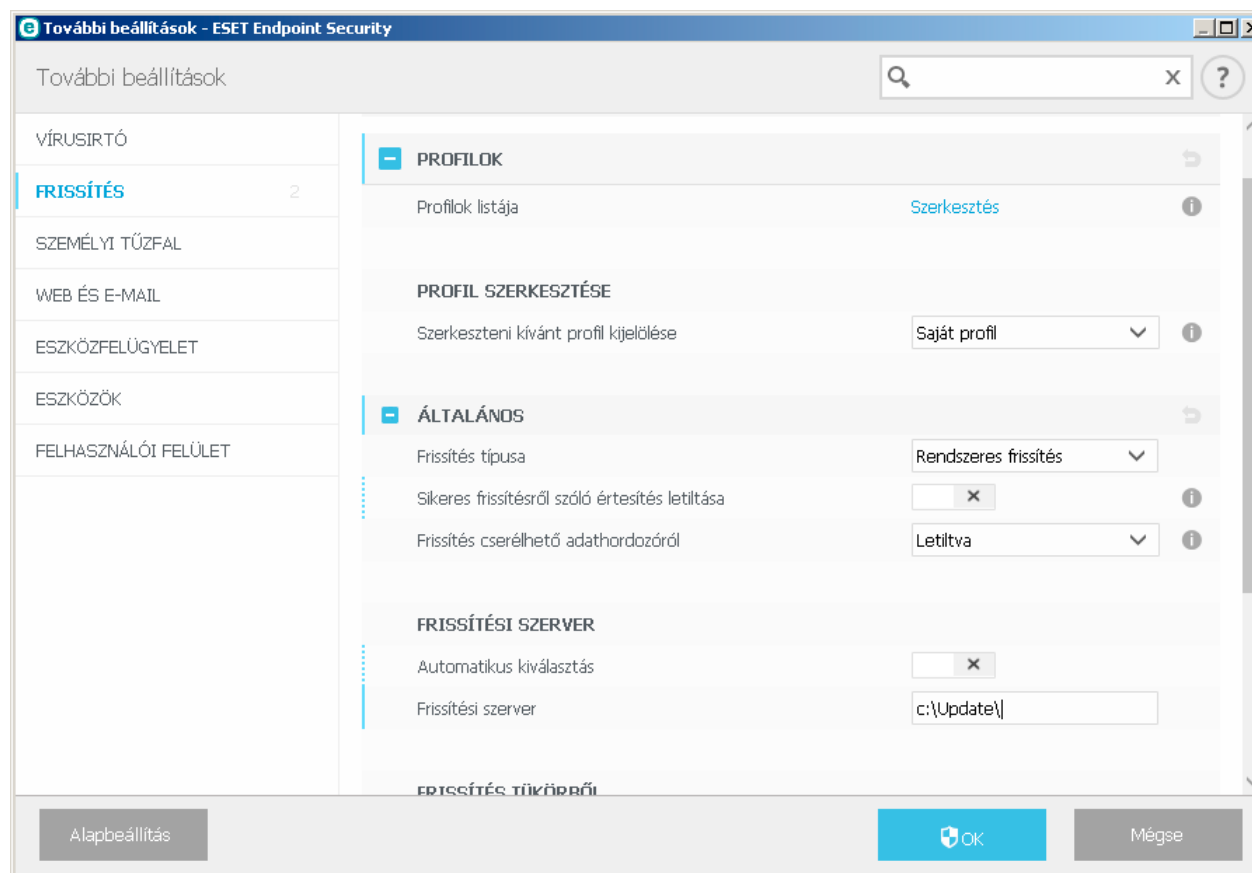 További beállítások - ESET Endpoint Security
További beállítások
VÍRUSIRTÓ
FRISSÍTÉS 2
SZEMÉLYI TŰZFAL
WEB ÉS E-MAIL
ESZKÖZFELÜGYELET
ESZKÖZÖK
FELHASZNÁLÓI FELÜLET
PROFILOK
Profilok listája Szerkesztés
PROFIL SZERKESZTÉSE
Szerkeszteni kívánt profil kijelölése Saját profil
ÁLTALÁNOS
Frissítés típusa Rendszeres frissítés
Sikeres frissítésről szóló értesítés letiltása
Frissítés cserélhető adathordozóról Letiltva
FRISSÍTÉSI SZERVER
Automatikus kiválasztás
Frissítési szerver c:\Update\
FRISSÍTÉS TÜKÖRBŐL
Alapbeállítás OK Mégse